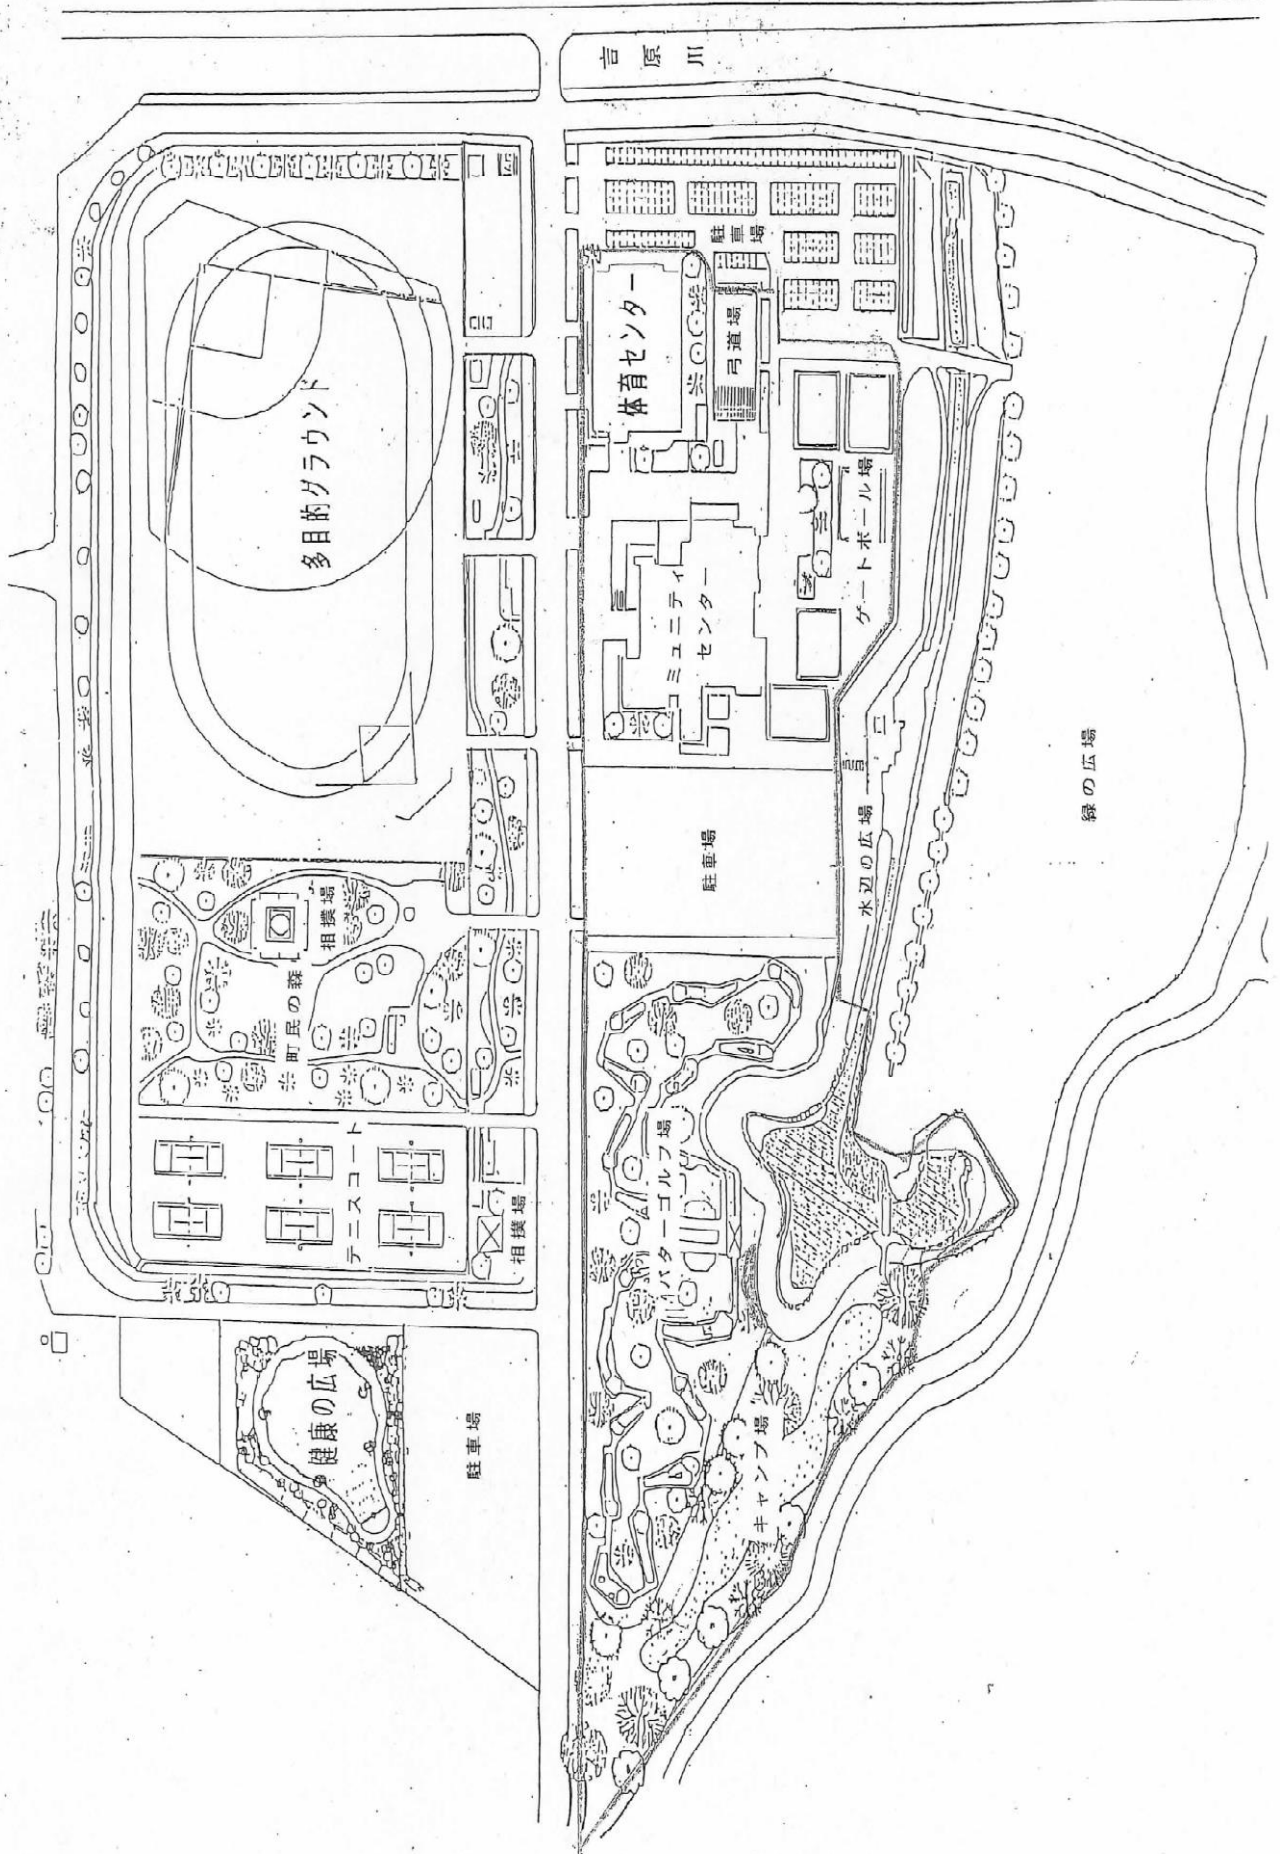 吉原川
多目的グラウンド
体育センター
駐車場
弓道場
ミュニティ
センター
ゲートボール場
駐車場
水辺の広場
緑の広場
相撲場
町民の森
テニスコート
相撲場
パターゴルフ場
健康の広場
駐車場
キャンプ場